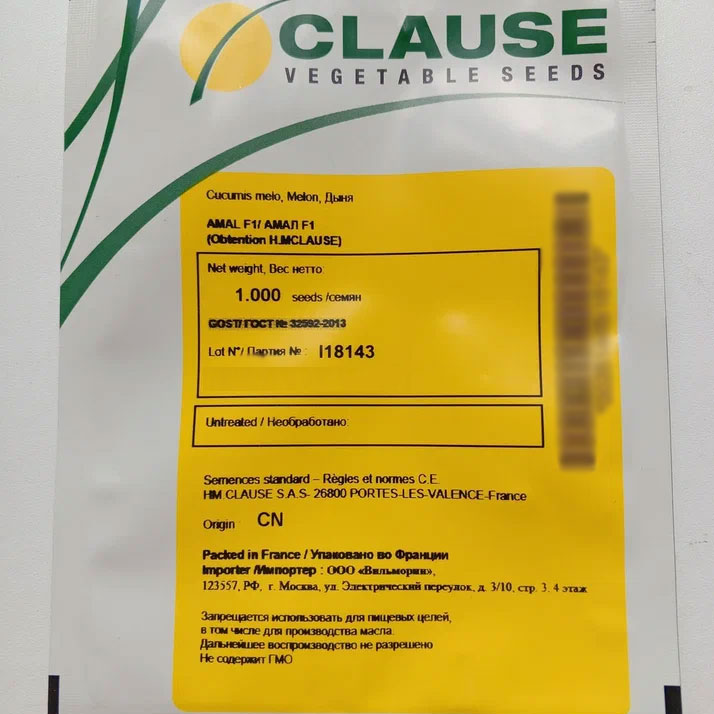 CLAUSE
VEGETABLE SEEDS
Cucumis melo, Melon, Дыня
AMAL F1/ АМАЛ F1
(Obtention H.MCLAUSE)
Net weight, Вес нетто:
1.000 seeds /семян
GOST/ ГОСТ № 32592-2013
Lot N°/ Партия № : I18143
Untreated / Необработано:
Semences standard – Règles et normes C.E.
HM.CLAUSE S.A.S- 26800 PORTES-LES-VALENCE-France
Origin CN
Packed in France / Упаковано во Франции
Importer /Импортер : ООО «Вильморин»,
123557, РФ, г. Москва, ул. Электрический переулок, д. 3/10, стр. 3, 4 этаж
Запрещается использовать для пищевых целей,
в том числе для производства масла.
Дальнейшее воспроизводство не разрешено
Не содержит ГМО